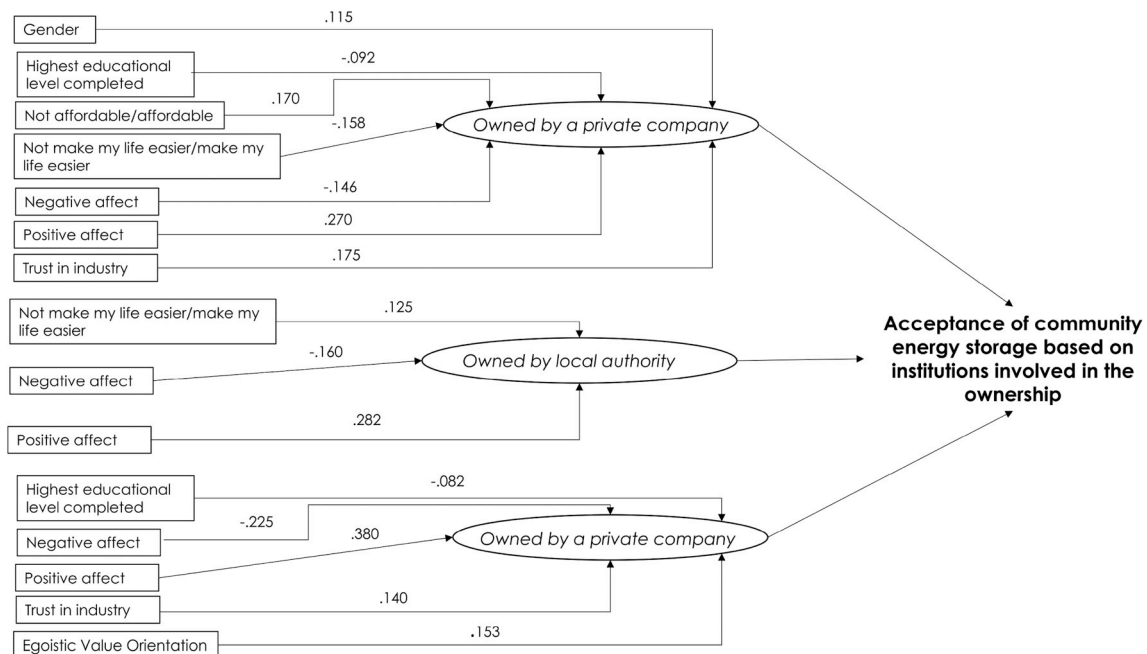 Gender
.115
Highest educational
level completed
-.092
Not affordable/affordable
.170
Not make my life easier/make my
life easier
-.158
Owned by a private company
Negative affect
-.146
Positive affect
.270
Trust in industry
.175
Not make my life easier/make my
life easier
.125
Negative affect
-.160
Owned by local authority
Positive affect
.282
Acceptance of community
energy storage based on
institutions involved in the
ownership
Highest educational
level completed
-.082
Negative affect
-.225
Owned by a private company
Positive affect
.380
Trust in industry
.140
Egoistic Value Orientation
.153